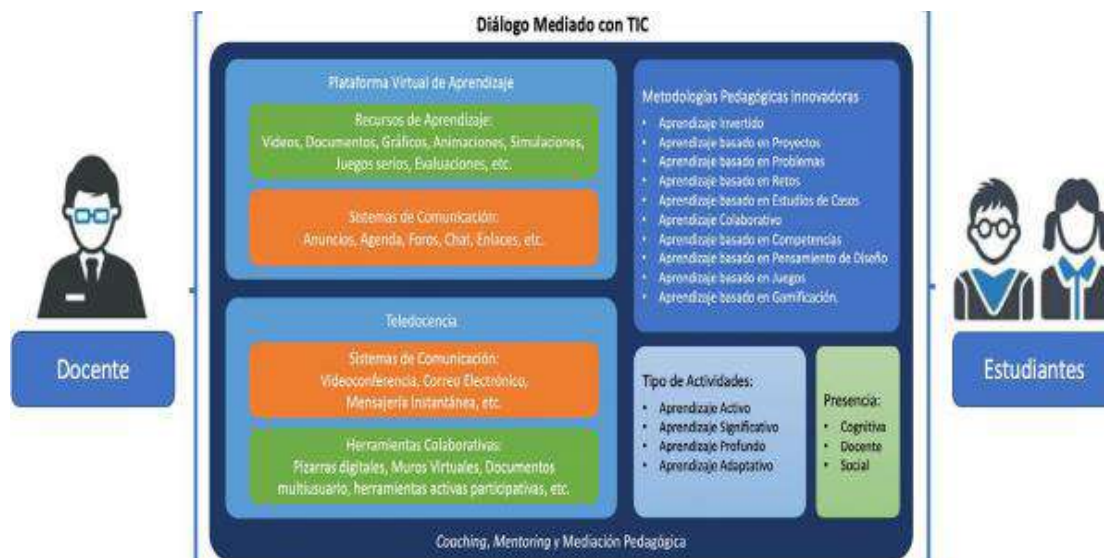 Diálogo Mediado con TIC
Plataforma Virtual de Aprendizaje
Recursos de Aprendizaje:
Videos, Documentos, Gráficos, Animaciones, Simulaciones,
Juegos serios, Evaluaciones, etc.
Sistemas de Comunicación:
Anuncios, Agenda, Foros, Chat, Enlaces, etc.
Teledocencia
Sistemas de Comunicación:
Videoconferencia, Correo Electrónico,
Mensajería Instantánea, etc.
Herramientas Colaborativas:
Pizarras digitales, Muros Virtuales, Documentos
multiusuario, herramientas activas participativas, etc.
Metodologías Pedagógicas Innovadoras
• Aprendizaje Invertido
• Aprendizaje basado en Proyectos
• Aprendizaje basado en Problemas
• Aprendizaje basado en Retos
• Aprendizaje basado en Estudios de Casos
• Aprendizaje Colaborativo
• Aprendizaje basado en Competencias
• Aprendizaje basado en Pensamiento de Diseño
• Aprendizaje basado en Juegos
• Aprendizaje basado en Gamificación.
Tipo de Actividades:
• Aprendizaje Activo
• Aprendizaje Significativo
• Aprendizaje Profundo
• Aprendizaje Adaptativo
Presencia:
• Cognitiva
• Docente
• Social
Coaching, Mentoring y Mediación Pedagógica
Docente
Estudiantes